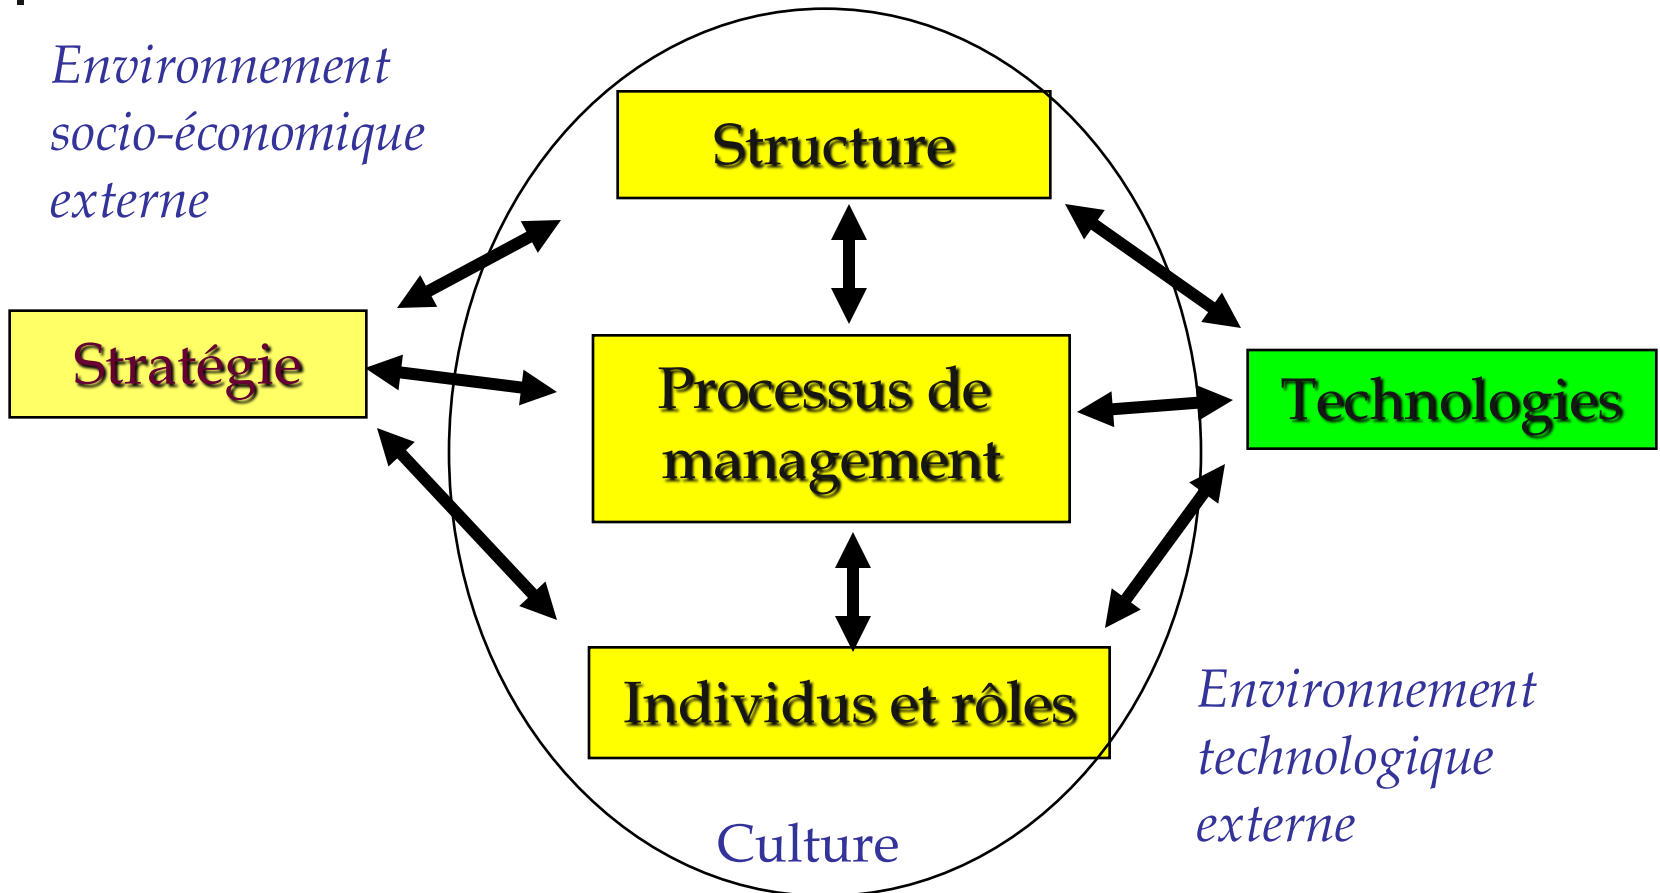 Environnement
socio-économique
externe
Structure
Stratégie
Processus de
management
Technologies
Individus et rôles
Environnement
technologique
externe
Culture